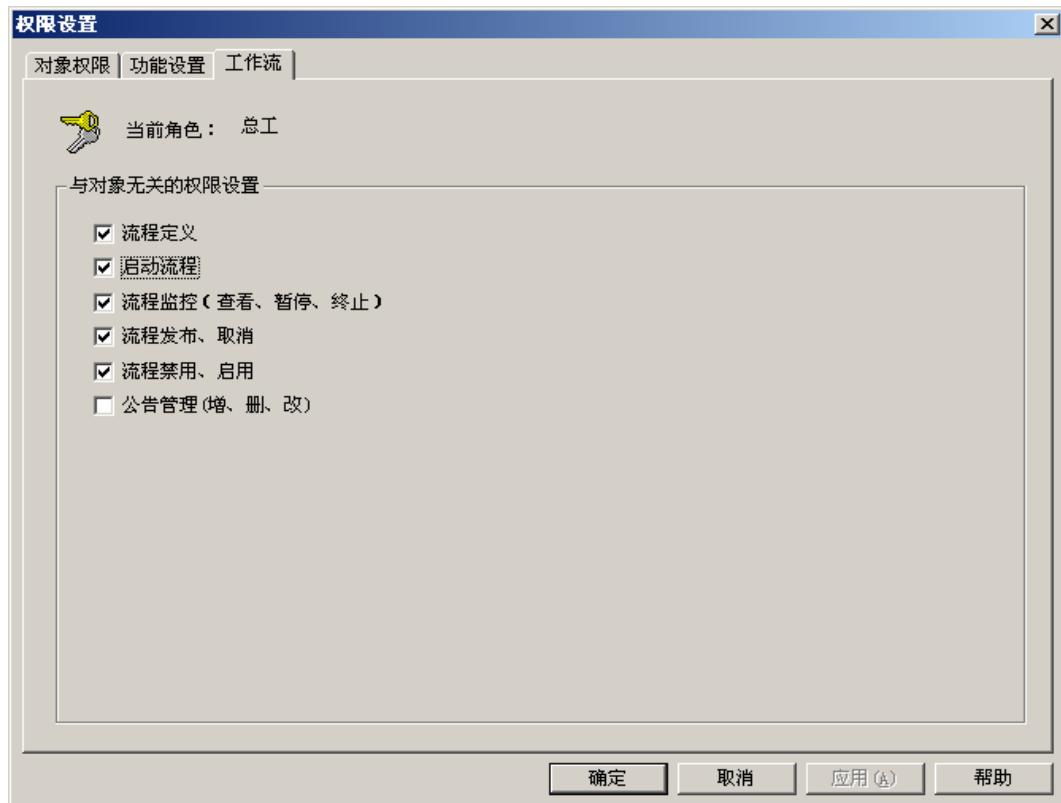 权限设置
对象权限 功能设置 工作流
当前角色： 总工
与对象无关的权限设置
流程定义
启动流程
流程监控(查看、暂停、终止)
流程发布、取消
流程禁用、启用
公告管理(增、删、改)
确定 取消 应用(A) 帮助